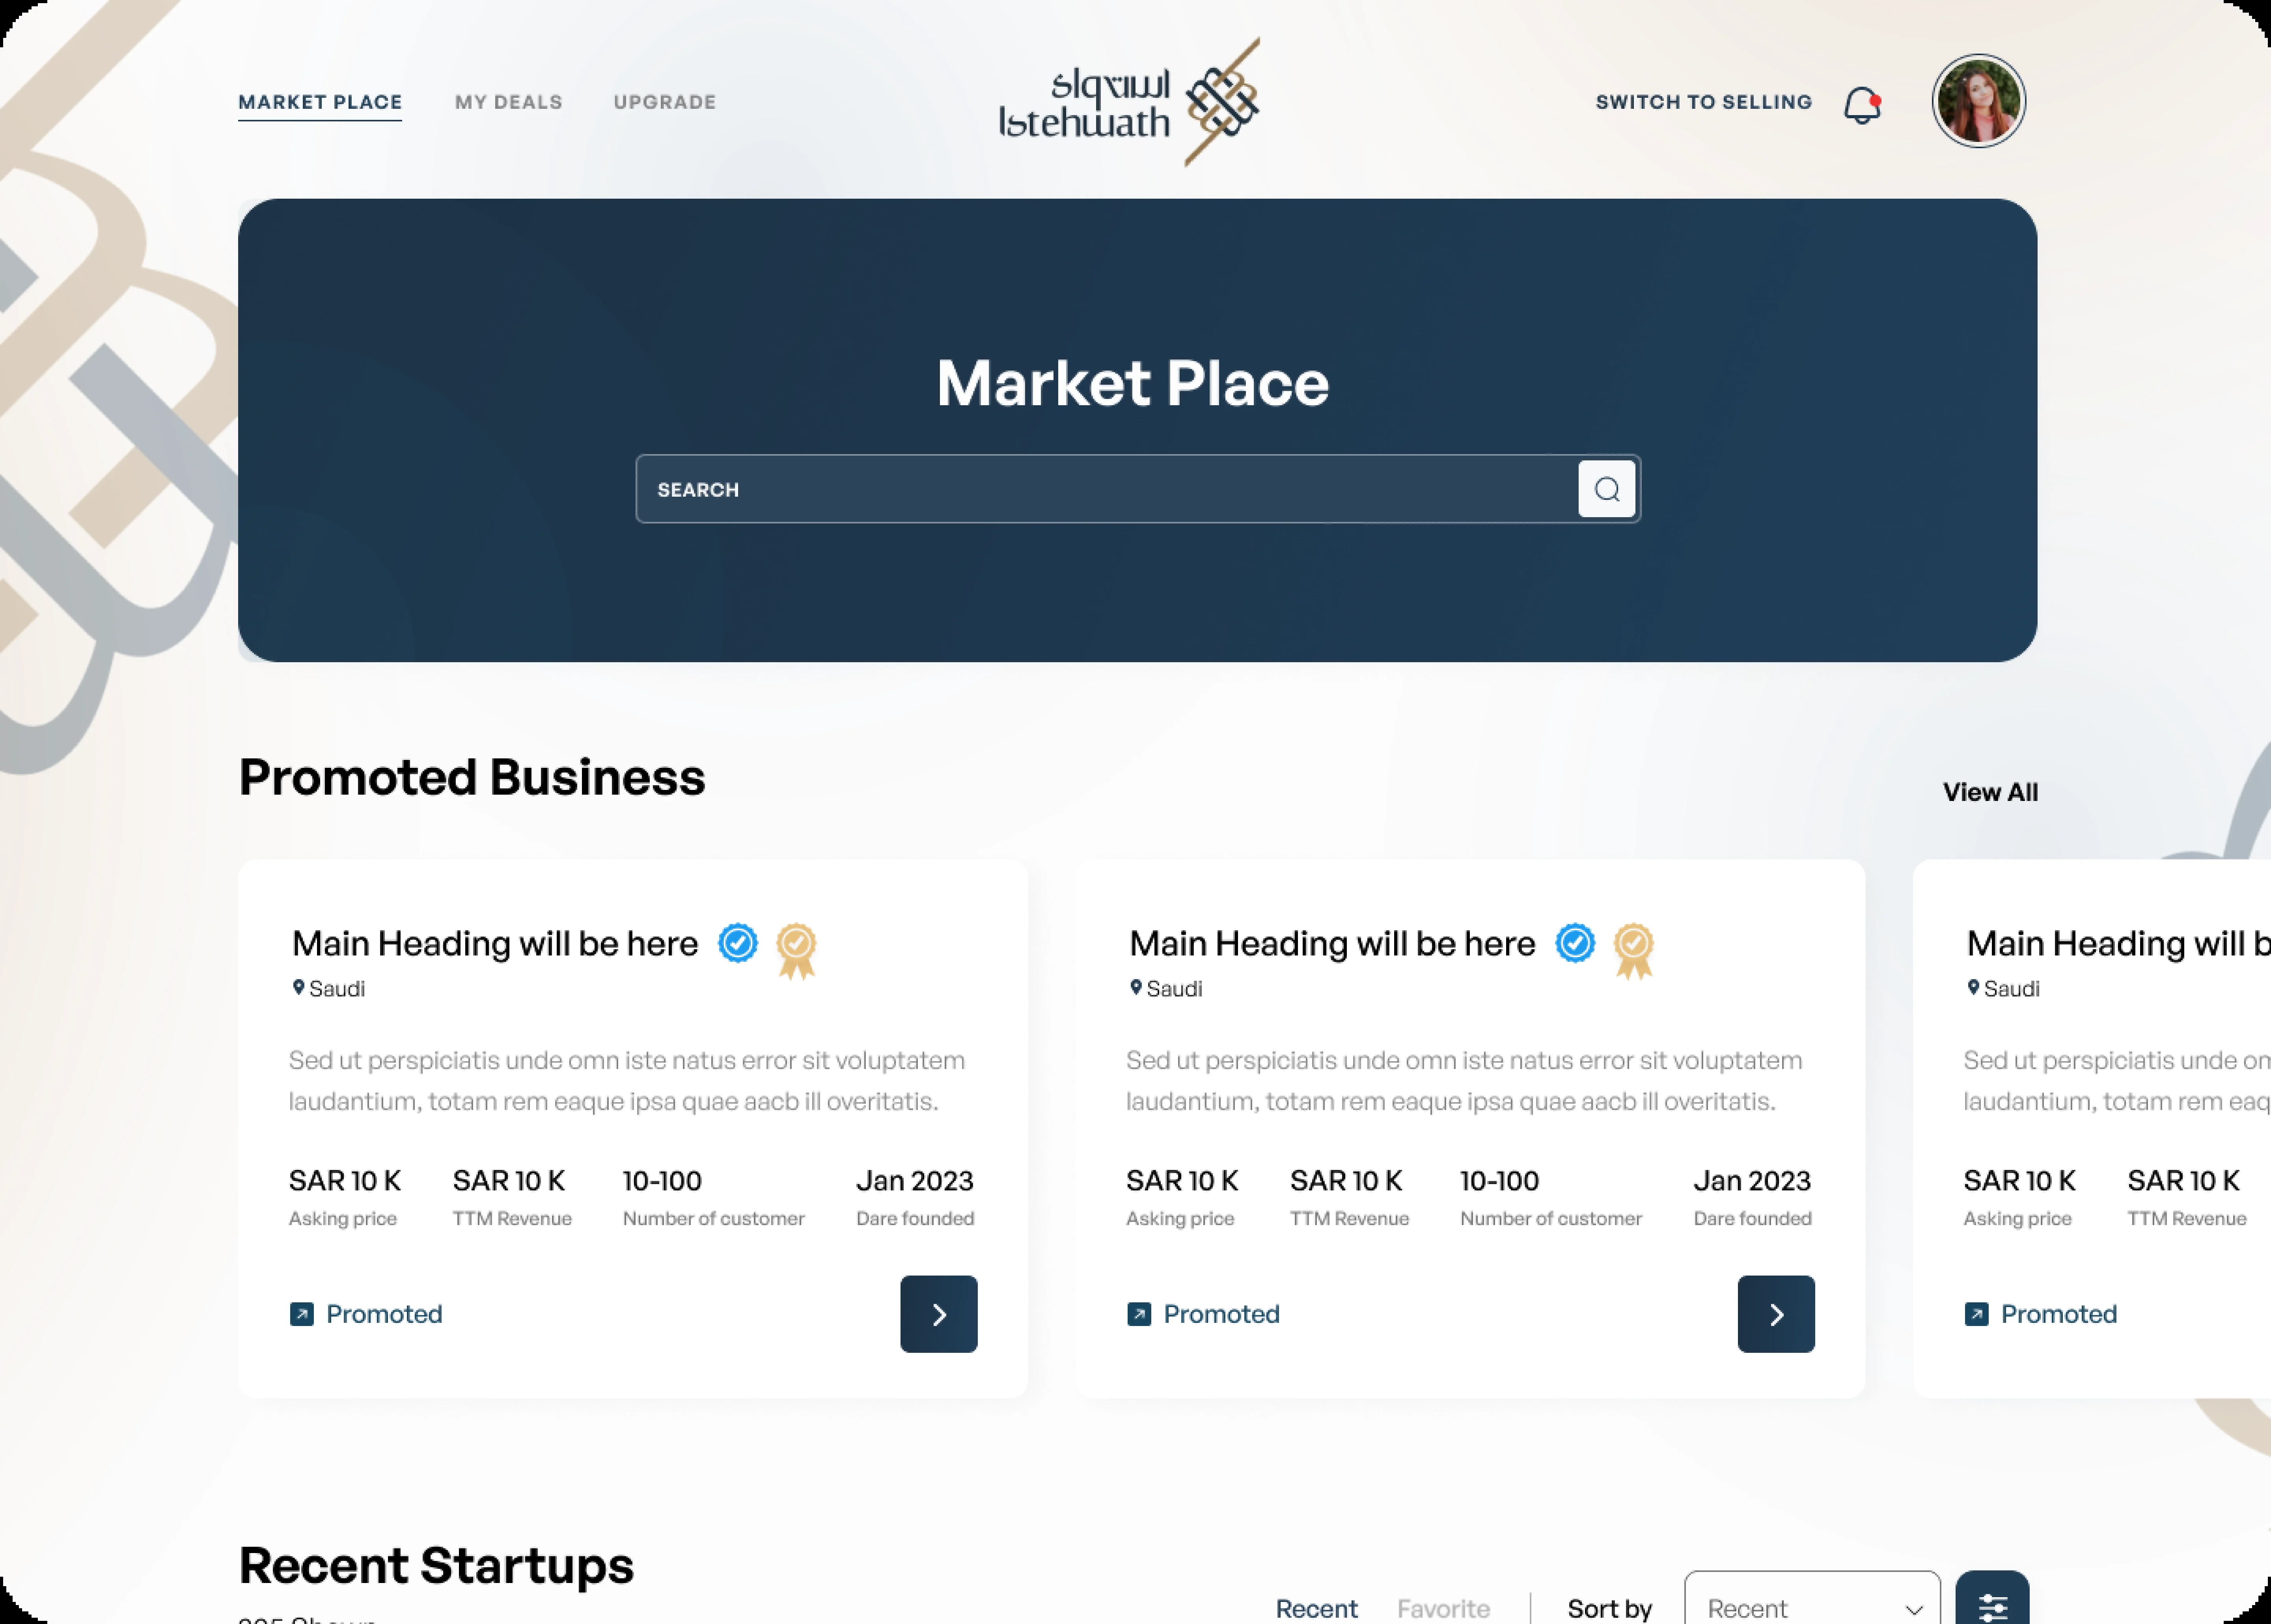 MARKET PLACE MY DEALS UPGRADE
Istehwath
SWITCH TO SELLING
Market Place
SEARCH
Promoted Business
View All
Main Heading will be here
Saudi
Sed ut perspiciatis unde omn iste natus error sit voluptatem
laudantium, totam rem eaque ipsa quae aacb ill overitatis.
SAR 10 K SAR 10 K 10-100 Jan 2023
Asking price TTM Revenue Number of customer Dare founded
Promoted
Main Heading will be here
Saudi
Sed ut perspiciatis unde omn iste natus error sit voluptatem
laudantium, totam rem eaque ipsa quae aacb ill overitatis.
SAR 10 K SAR 10 K 10-100 Jan 2023
Asking price TTM Revenue Number of customer Dare founded
Promoted
Main Heading will b
Saudi
Sed ut perspiciatis unde om
laudantium, totam rem eaq
SAR 10 K SAR 10 K
Asking price TTM Revenue
Promoted
Recent Startups
Recent Favorite Sort by Recent